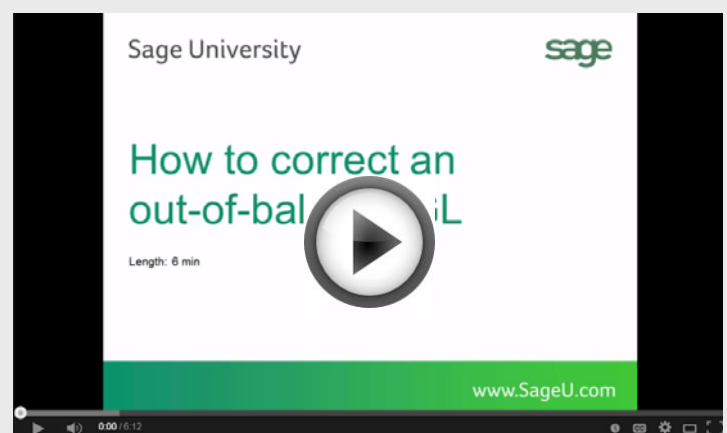 Sage University
sage
How to correct an
out-of-bal L
Length: 6 min
www.SageU.com
0:00 / 6:12
CC